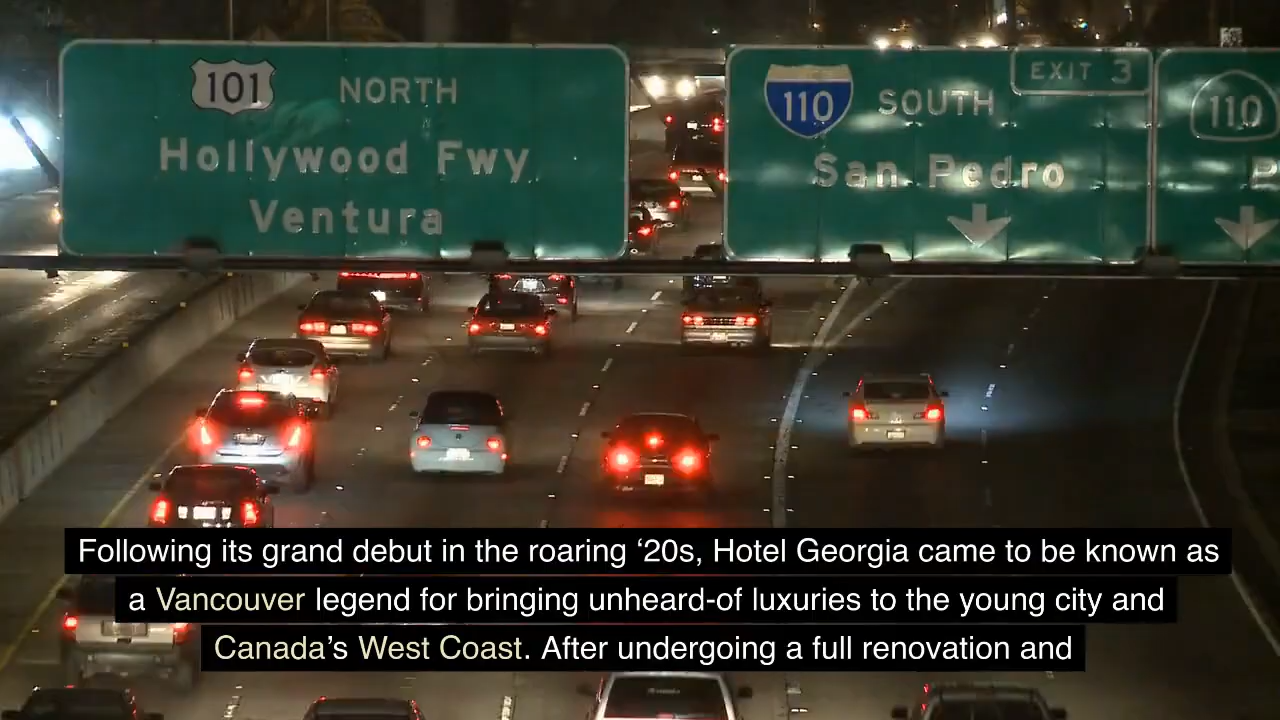 101 NORTH
Hollywood Fwy
Ventura
EXIT 3
110 SOUTH
San Pedro
110
P
Following its grand debut in the roaring ‘20s, Hotel Georgia came to be known as
a Vancouver legend for bringing unheard-of luxuries to the young city and
Canada’s West Coast. After undergoing a full renovation and